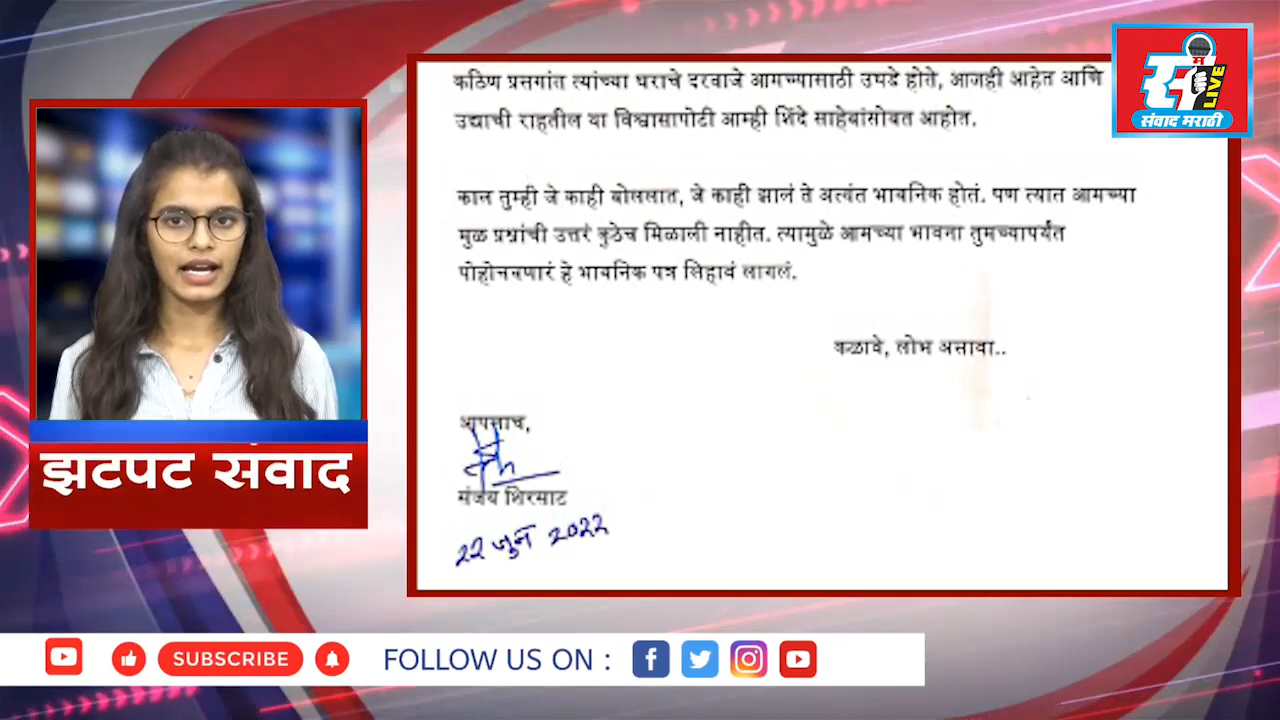 कठिण प्रसगांत त्यांच्या घराचे दरवाजे आमच्यासाठी उघडे होते, आजही आहेत आणि
उद्याची राहतील या विश्वासापोटी आम्ही शिंदे साहेबांसोबत आहोत.
काल तुम्ही जे काही बोललात, जे काही झालं ते अत्यंत भावनिक होतं. पण त्यात आमच्या
मुळ प्रश्नांची उत्तरं कुठेच मिळाली नाहीत. त्यामुळे आमच्या भावना तुमच्यापर्यंत
पोहोचवणारं हे भावनिक पत्र लिहावं लागलं.
कळावे, लोभ असावा..
आपलाच,
संजय शिरसाट
22 जून 2022
स म
LIVE
संवाद मराठी
झटपट संवाद
SUBSCRIBE
FOLLOW US ON :